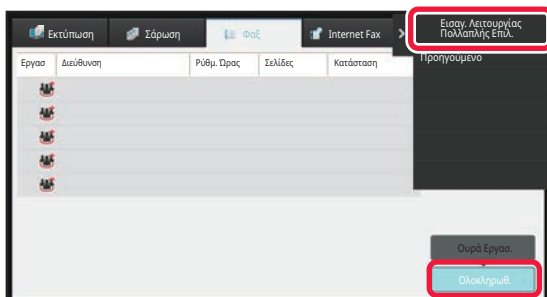 Εκτύπωση Σάρωση Φαξ Internet Fax
Εισαγ. Λειτουργίας
Πολλαπλής Επιλ.
Προηγούμενο
Εργασ Διεύθυνση Ρύθμ. Ώρας Σελίδες Κατάσταση
Ουρά Εργασ.
Ολοκληρωθ.